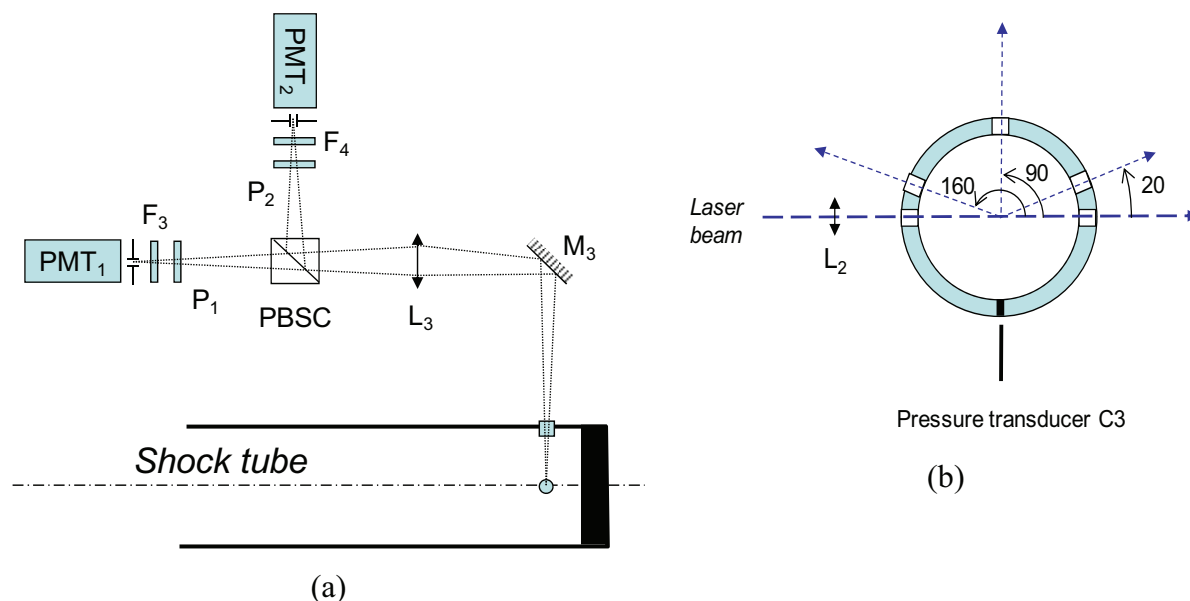 PMT₂
F₄
P₂
F₃
PMT₁
P₁
PBSC
L₃
M₃
Shock tube
(a)
160
90
20
Laser
beam
L₂
Pressure transducer C3
(b)